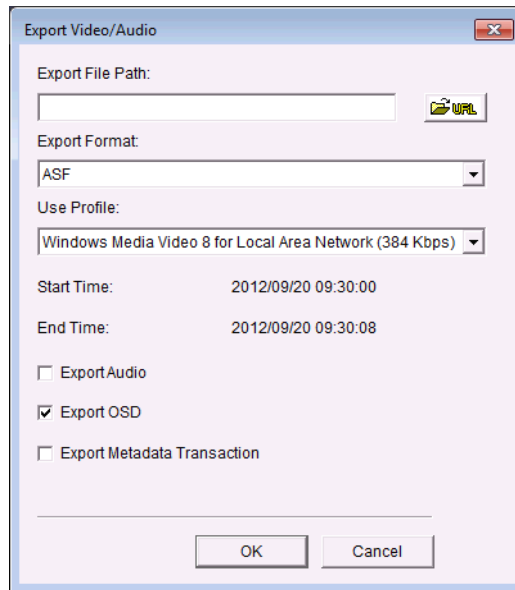 Export Video/Audio
Export File Path:
URL
Export Format:
ASF
Use Profile:
Windows Media Video 8 for Local Area Network (384 Kbps)
Start Time: 2012/09/20 09:30:00
End Time: 2012/09/20 09:30:08
Export Audio
Export OSD
Export Metadata Transaction
OK Cancel